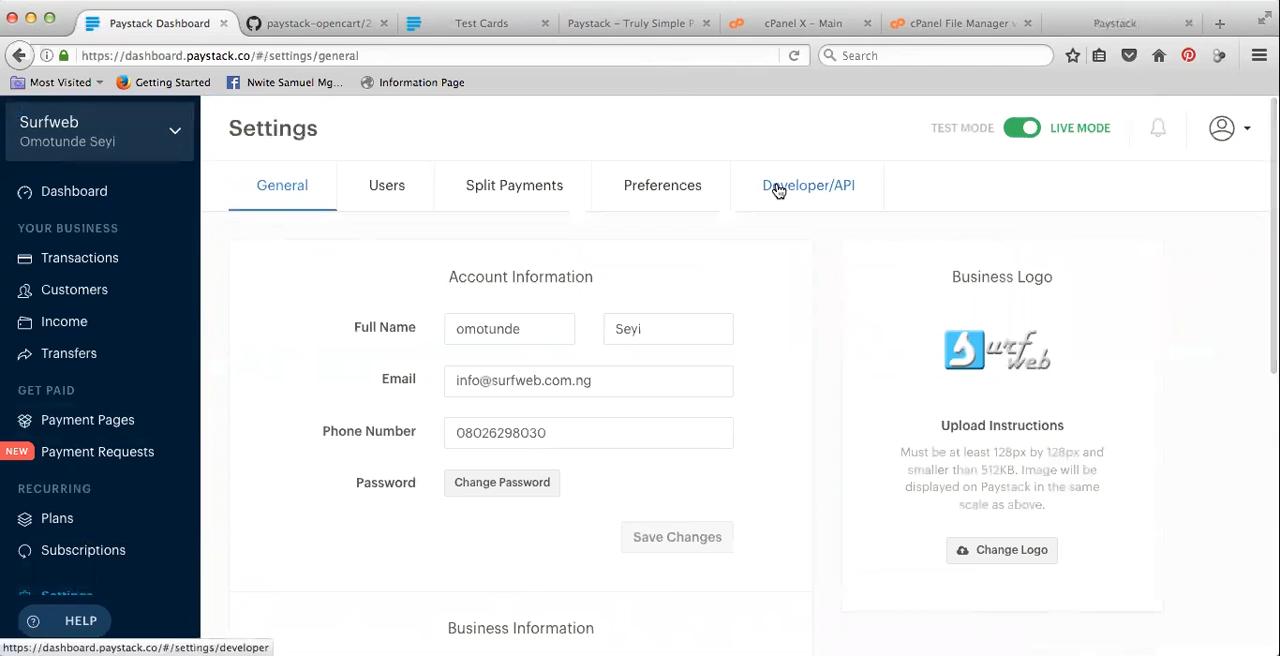 Paystack Dashboard
paystack-opencart/2.
Test Cards
Paystack – Truly Simple P
cPanel X - Main
cPanel File Manager v
Paystack
https://dashboard.paystack.co/#/settings/general
Search
Most Visited
Getting Started
Nwite Samuel Mg...
Information Page
Surfweb
Omotunde Seyi
Dashboard
YOUR BUSINESS
Transactions
Customers
Income
Transfers
GET PAID
Payment Pages
NEW
Payment Requests
RECURRING
Plans
Subscriptions
Settings
HELP
https://dashboard.paystack.co/#/settings/developer
Settings
TEST MODE
LIVE MODE
General
Users
Split Payments
Preferences
Developer/API
Account Information
Full Name
omotunde
Seyi
Email
info@surfweb.com.ng
Phone Number
08026298030
Password
Change Password
Save Changes
Business Information
Business Logo
Surf
web
Upload Instructions
Must be at least 128px by 128px and
smaller than 512KB. Image will be
displayed on Paystack in the same
scale as above.
Change Logo